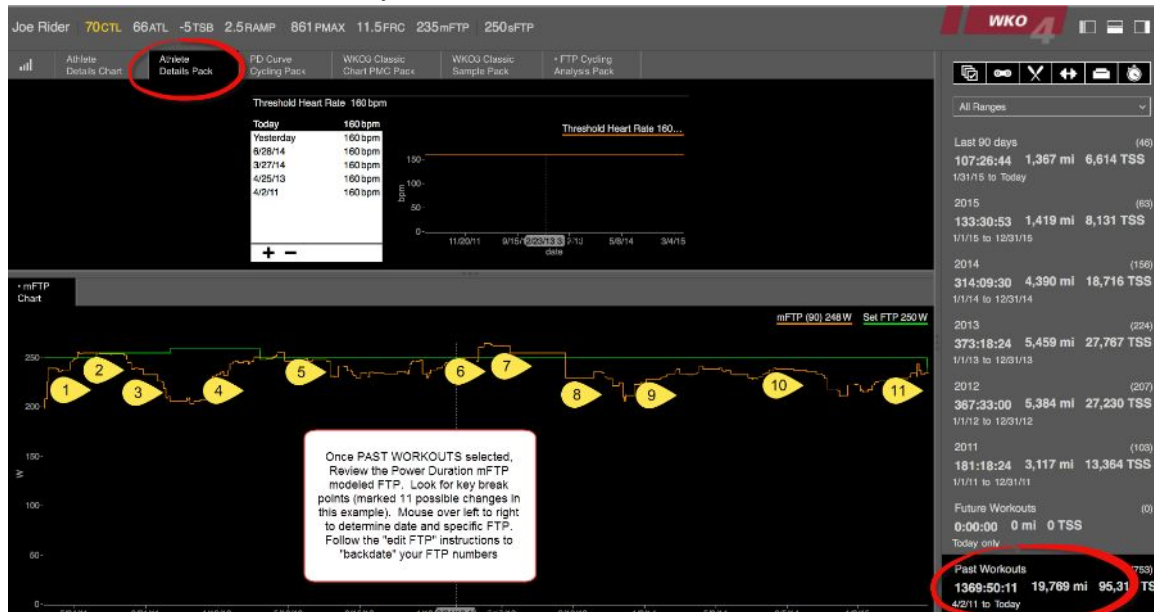 Joe Rider 70CTL 66ATL -5TSB 2.5RAMP 861PMAX 11.5FRC 235mFTP 250sFTP
WKO 4
Athlete
Details Chart
Athlete
Details Pack
PD Curve
Cycling Pack
WKO3 Classic
Chart PMC Pack
WKO3 Classic
Sample Pack
• FTP Cycling
Analysis Pack
Threshold Heart Rate 160 bpm
Today 160 bpm
Yesterday 160 bpm
6/28/14 160 bpm
3/27/14 160 bpm
4/25/13 160 bpm
4/2/11 160 bpm
+ −
Threshold Heart Rate 160...
150
100
bpm
50
0
11/20/11 2/23/13 5/8/14 3/4/15
date
• mFTP
Chart
mFTP (90) 248 W Set FTP 250 W
250
200
150
W
100
50
0
1
2
3
4
5
6
7
8
9
10
11
Once PAST WORKOUTS selected,
Review the Power Duration mFTP
modeled FTP. Look for key break
points (marked 11 possible changes in
this example). Mouse over left to right
to determine date and specific FTP.
Follow the "edit FTP" instructions to
"backdate" your FTP numbers
All Ranges
Last 90 days (46)
107:26:44 1,367 mi 6,614 TSS
1/31/15 to Today
2015 (63)
133:30:53 1,419 mi 8,131 TSS
1/1/15 to 12/31/15
2014 (156)
314:09:30 4,390 mi 18,716 TSS
1/1/14 to 12/31/14
2013 (224)
373:18:24 5,459 mi 27,767 TSS
1/1/13 to 12/31/13
2012 (207)
367:33:00 5,384 mi 27,230 TSS
1/1/12 to 12/31/12
2011 (103)
181:18:24 3,117 mi 13,364 TSS
1/1/11 to 12/31/11
Future Workouts (0)
0:00:00 0 mi 0 TSS
Today only
Past Workouts (753)
1369:50:11 19,769 mi 95,31 TS
4/2/11 to Today